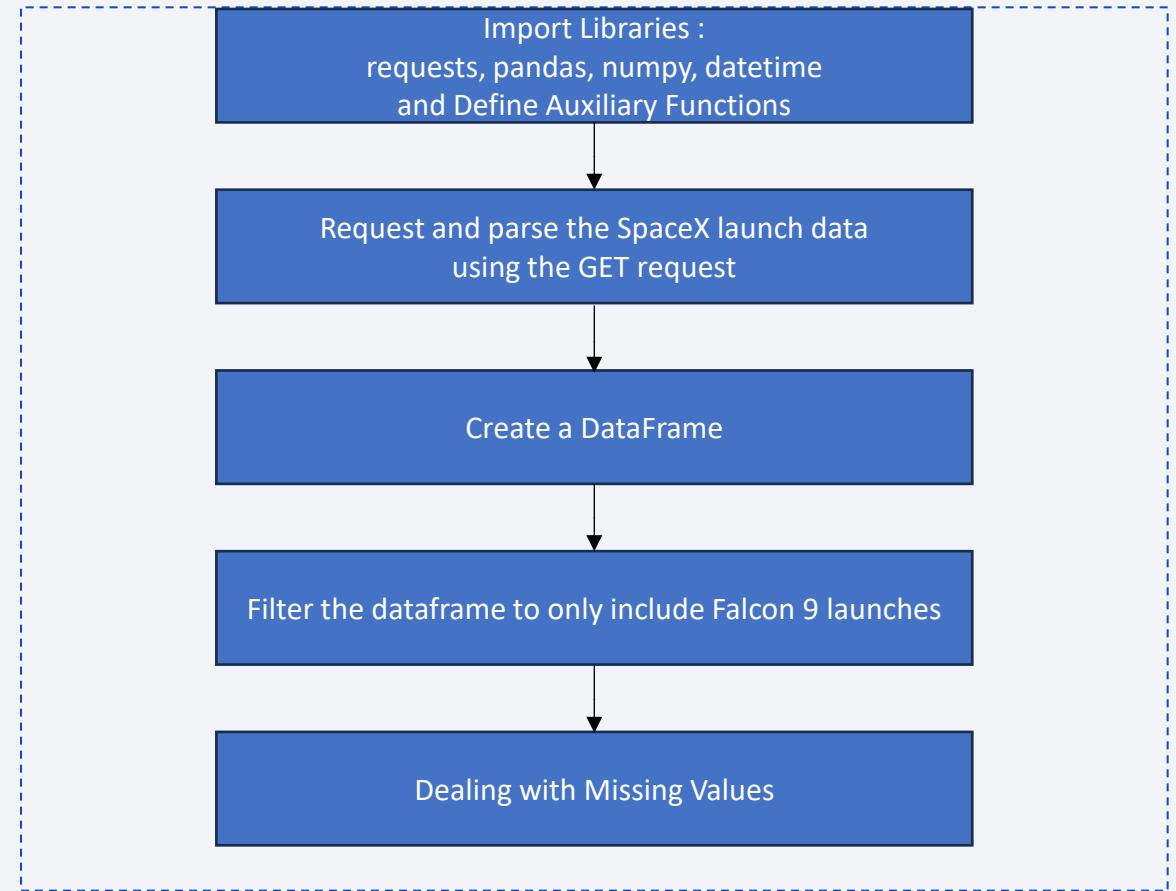 Import Libraries :
requests, pandas, numpy, datetime
and Define Auxiliary Functions
Request and parse the SpaceX launch data
using the GET request
Create a DataFrame
Filter the dataframe to only include Falcon 9 launches
Dealing with Missing Values